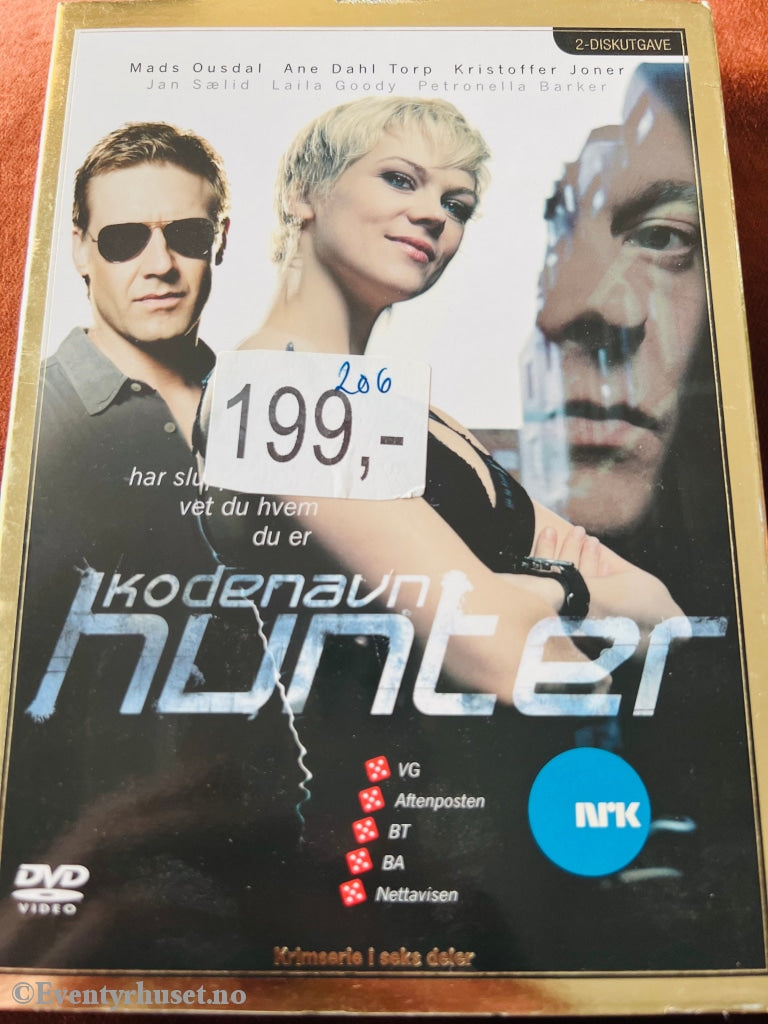 2-DISKUTGAVE
Mads Ousdal Ane Dahl Torp Kristoffer Joner
Jan Sælid Laila Goody Petronella Barker
206
199,-
har
vet du hvem
du er
kodenavn
hunter
VG
Aftenposten
BT
BA
Nettavisen
NRK
DVD
VIDEO
Krimserie i seks deler
©Eventyrhuset.no